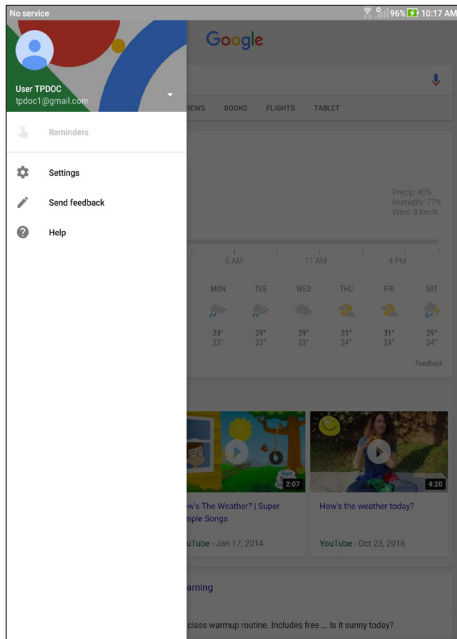 No service
96% 10:17 AM
Google
User TPDOC
tpdoc1@gmail.com
NEWS BOOKS FLIGHTS TABLET
Reminders
Settings
Send feedback
Help
Precip: 40%
Humidity: 77%
Wind: 8 km/h
6 AM 11 AM 4 PM
MON TUE WED THU FRI SAT
29° 29° 29° 31° 31° 29°
23° 23° 23° 24° 24° 24°
Feedback
Super
2:07
4:20
w's The Weather? | Super
mple Songs
How's the weather today?
uTube - Jan 17, 2014
YouTube - Oct 23, 2016
arning
class warmup routine. Includes free ... Is it sunny today?